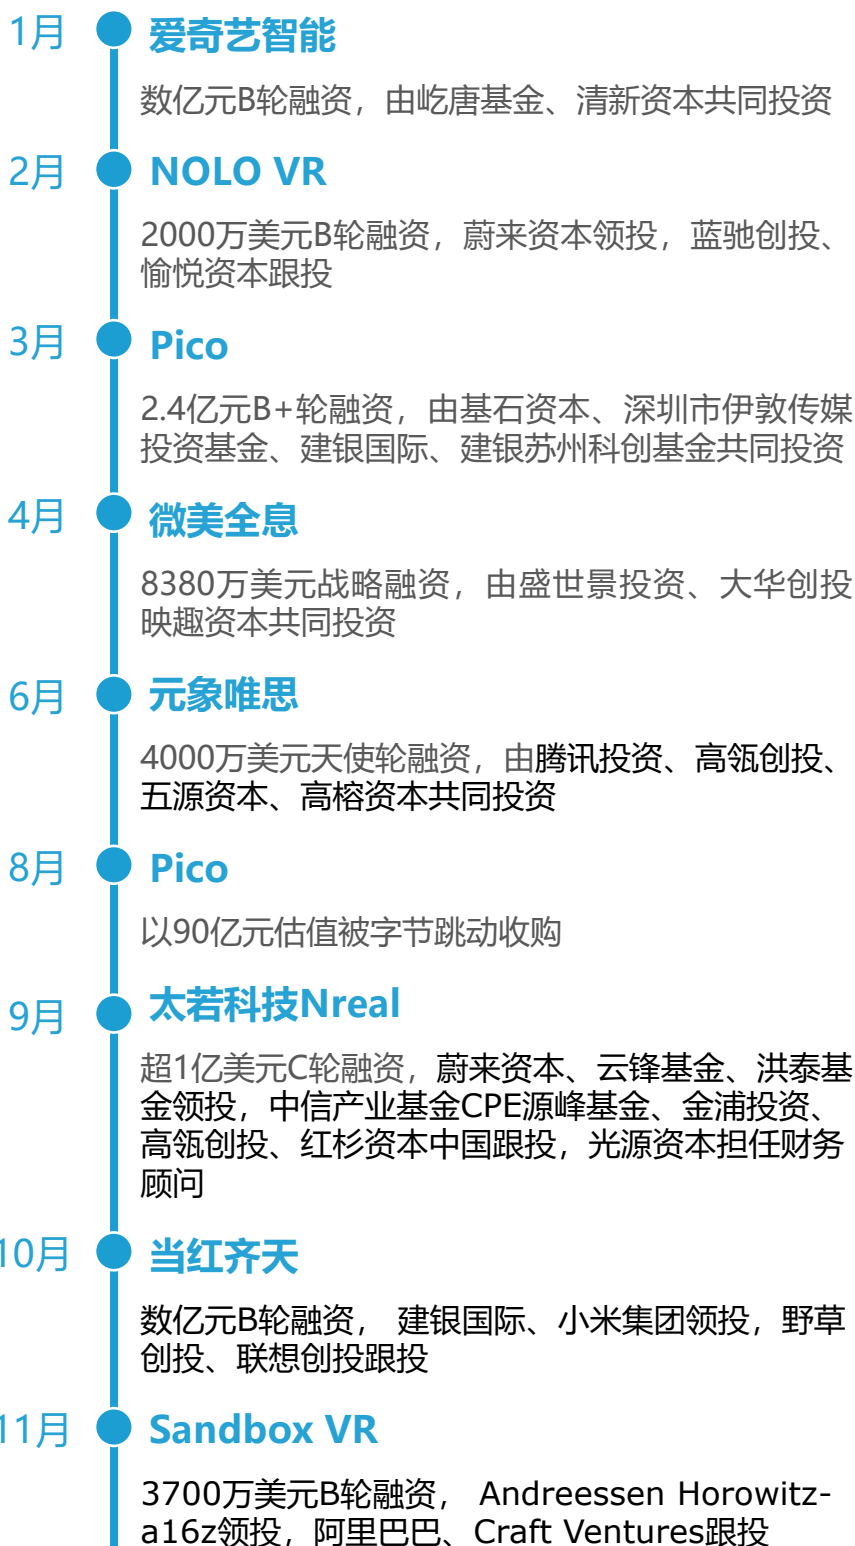 1月 爱奇艺智能
数亿元B轮融资，由屹唐基金、清新资本共同投资
2月 NOLO VR
2000万美元B轮融资，蔚来资本领投，蓝驰创投、
愉悦资本跟投
3月 Pico
2.4亿元B+轮融资，由基石资本、深圳市伊敦传媒
投资基金、建银国际、建银苏州科创基金共同投资
4月 微美全息
8380万美元战略融资，由盛世景投资、大华创投
映趣资本共同投资
6月 元象唯思
4000万美元天使轮融资，由腾讯投资、高瓴创投、
五源资本、高榕资本共同投资
8月 Pico
以90亿元估值被字节跳动收购
9月 太若科技Nreal
超1亿美元C轮融资，蔚来资本、云锋基金、洪泰基
金领投，中信产业基金CPE源峰基金、金浦投资、
高瓴创投、红杉资本中国跟投，光源资本担任财务
顾问
10月 当红齐天
数亿元B轮融资， 建银国际、小米集团领投，野草
创投、联想创投跟投
11月 Sandbox VR
3700万美元B轮融资， Andreessen Horowitz-
a16z领投，阿里巴巴、Craft Ventures跟投